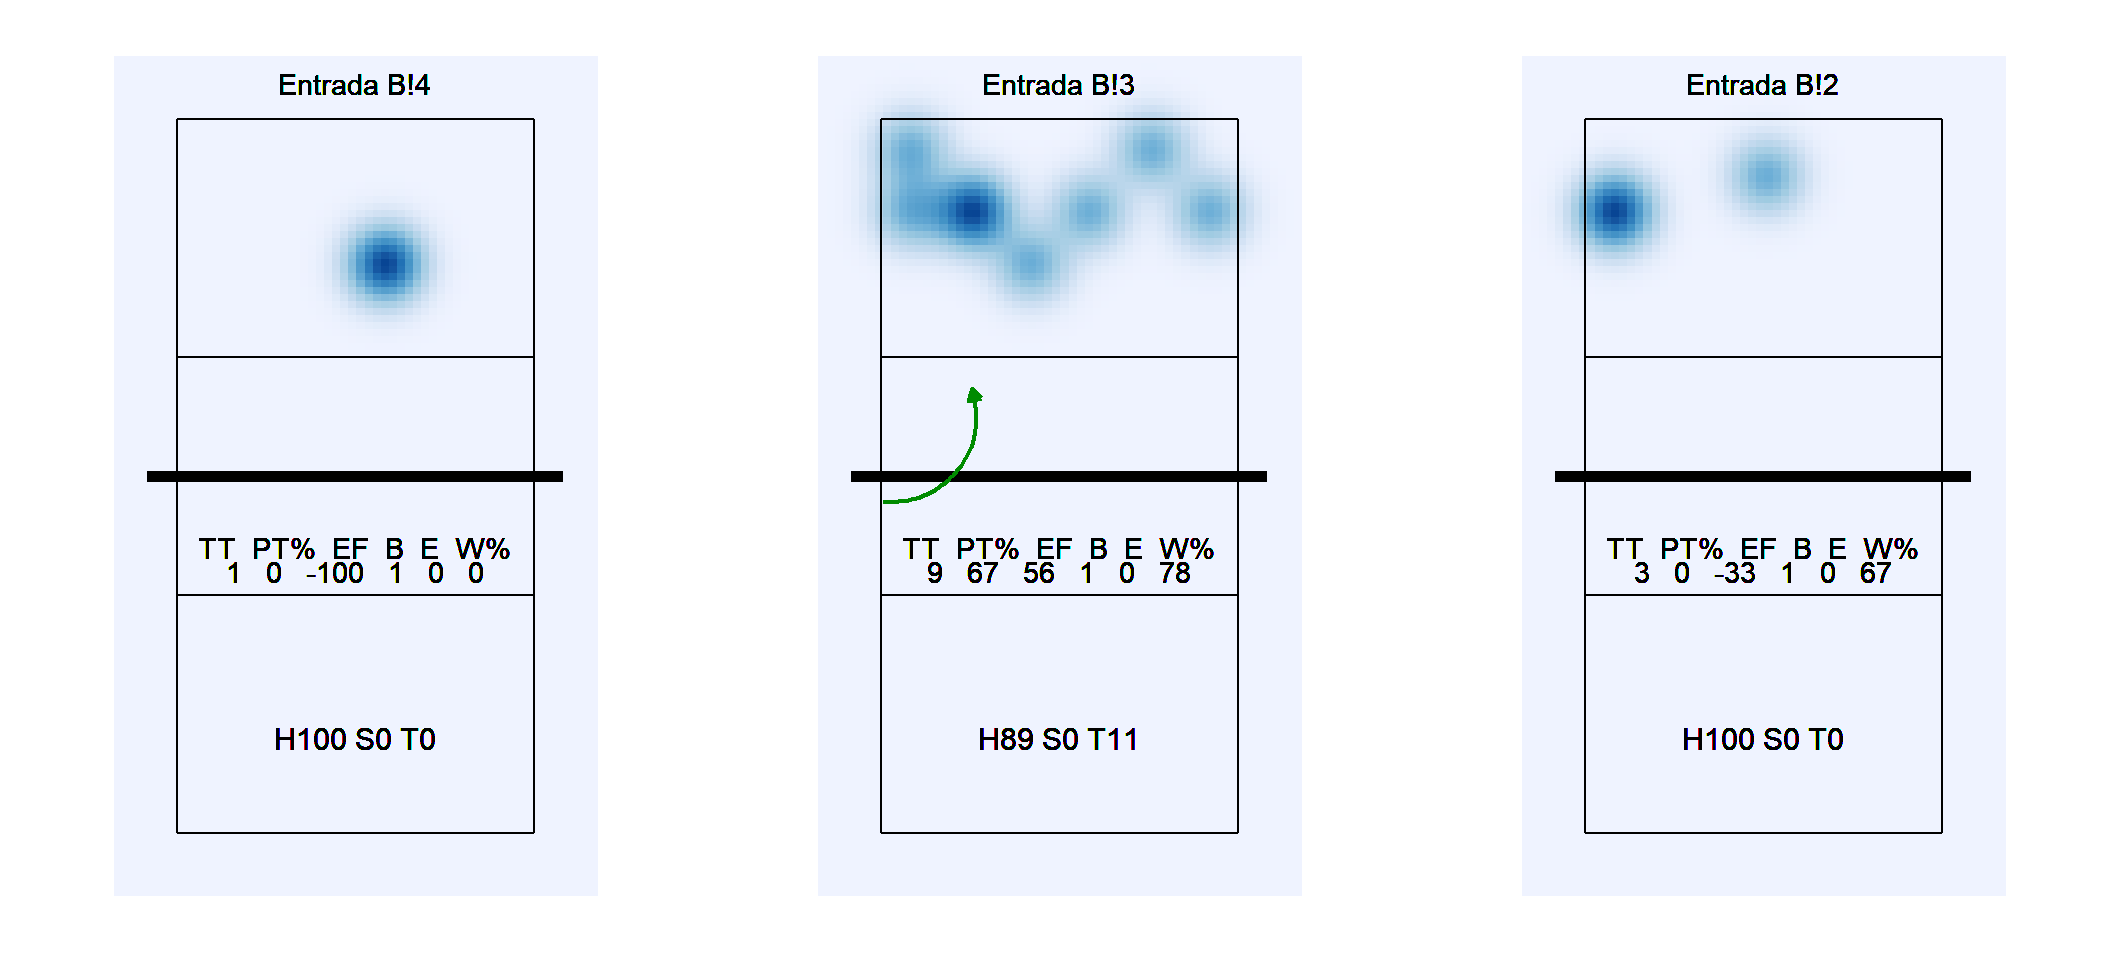 Entrada B!4
TT PT% EF B E W%
1 0 -100 1 0 0
H100 S0 T0
Entrada B!3
TT PT% EF B E W%
9 67 56 1 0 78
H89 S0 T11
Entrada B!2
TT PT% EF B E W%
3 0 -33 1 0 67
H100 S0 T0